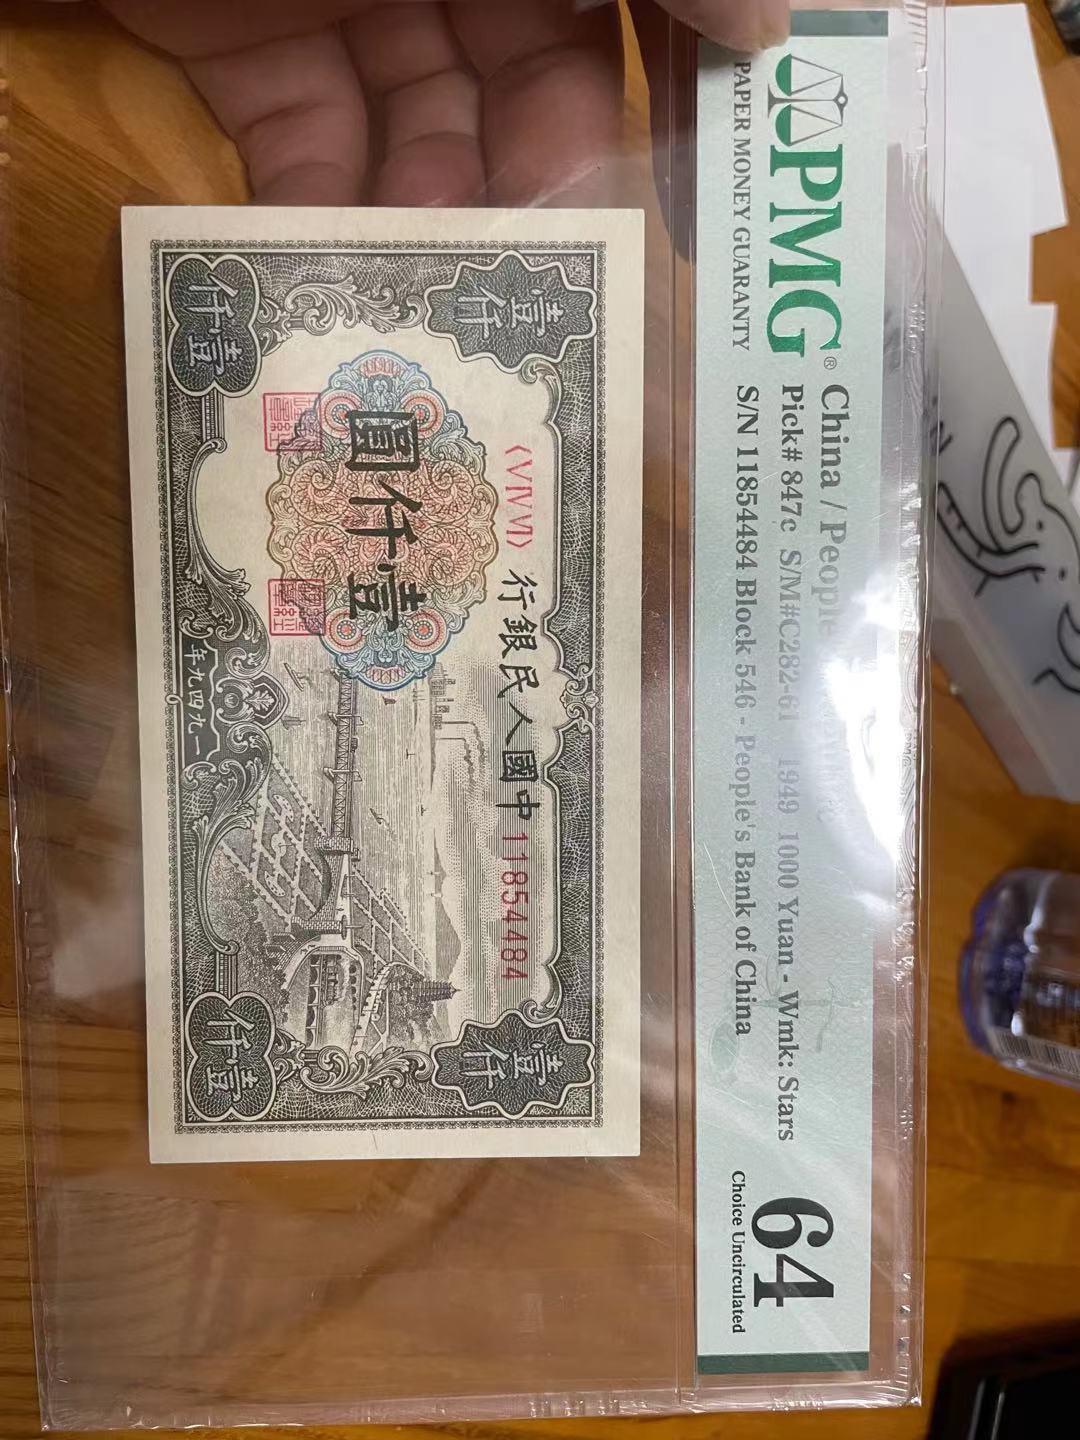 PMG®
PAPER MONEY GUARANTY
China / People
Pick# 847c S/M#C282-61 1949 1000 Yuan - Wmk: Stars
S/N 11854484 Block 546 - People's Bank of China
64
Choice Uncirculated
壹仟
壹仟
〈ⅤⅣⅥ〉
中國人民銀行
11854484
壹仟圓
壹仟
一九四九年
壹仟